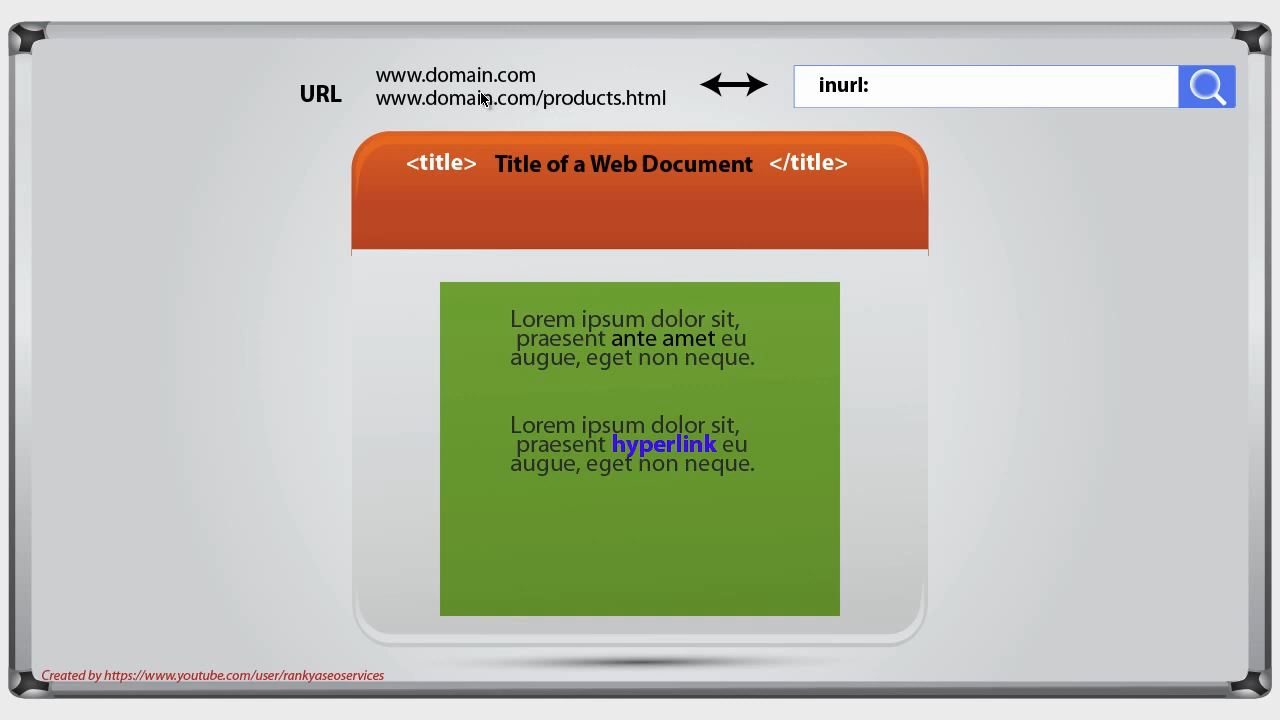 URL
www.domain.com
www.domain.com/products.html
inurl:
<title> Title of a Web Document </title>
Lorem ipsum dolor sit,
praesent ante amet eu
augue, eget non neque.
Lorem ipsum dolor sit,
praesent hyperlink eu
augue, eget non neque.
Created by https://www.youtube.com/user/rankyaseoservices